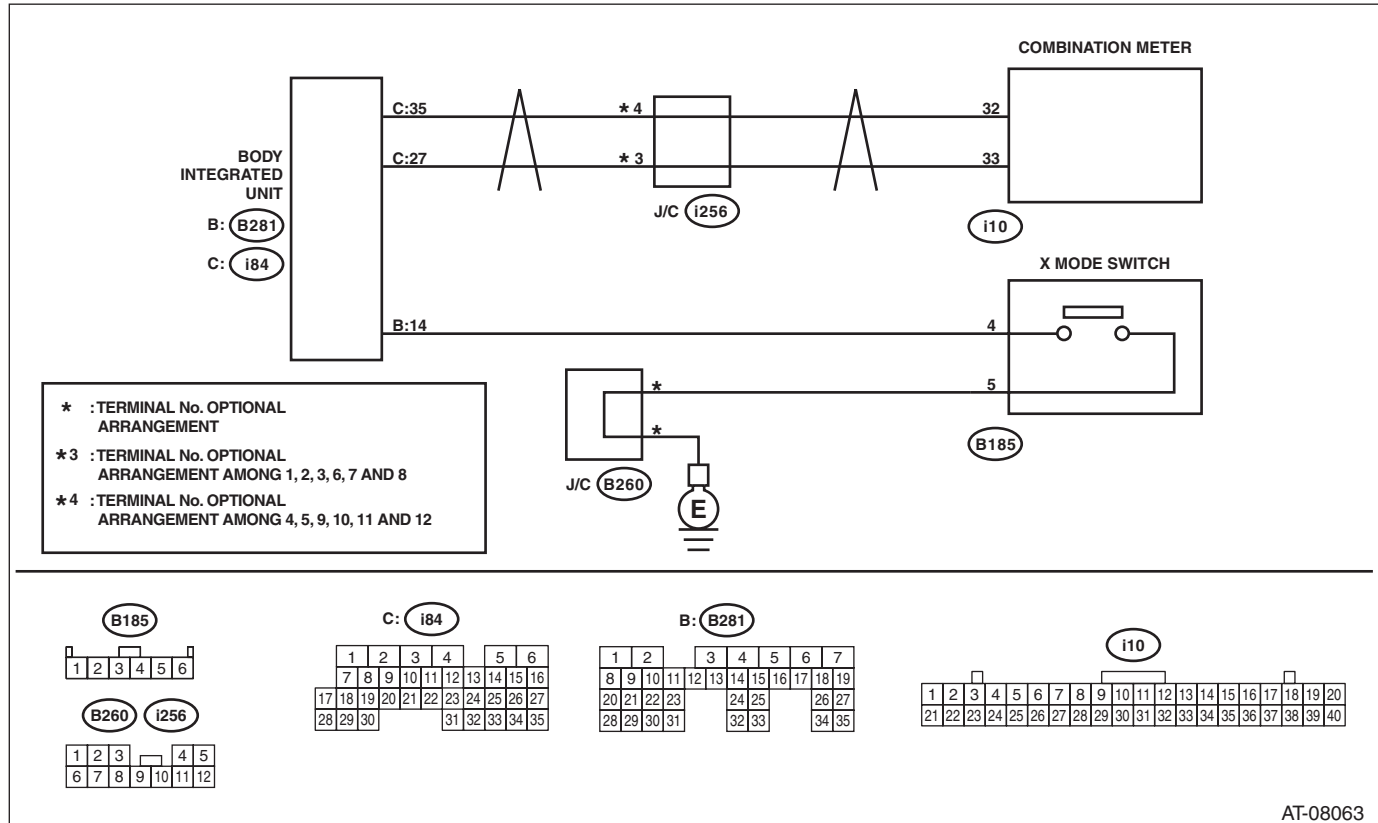 COMBINATION METER
C:35
* 4
32
C:27
* 3
33
BODY
INTEGRATED
UNIT
B: B281
C: i84
J/C i256
i10
X MODE SWITCH
B:14
4
5
*
*
B185
J/C B260
E
* : TERMINAL No. OPTIONAL
ARRANGEMENT
*3 : TERMINAL No. OPTIONAL
ARRANGEMENT AMONG 1, 2, 3, 6, 7 AND 8
*4 : TERMINAL No. OPTIONAL
ARRANGEMENT AMONG 4, 5, 9, 10, 11 AND 12
B185
1 2 3 4 5 6
B260 i256
1 2 3 4 5
6 7 8 9 10 11 12
C: i84
1 2 3 4 5 6
7 8 9 10 11 12 13 14 15 16
17 18 19 20 21 22 23 24 25 26 27
28 29 30 31 32 33 34 35
B: B281
1 2 3 4 5 6 7
8 9 10 11 12 13 14 15 16 17 18 19
20 21 22 23 24 25 26 27
28 29 30 31 32 33 34 35
i10
1 2 3 4 5 6 7 8 9 10 11 12 13 14 15 16 17 18 19 20
21 22 23 24 25 26 27 28 29 30 31 32 33 34 35 36 37 38 39 40
AT-08063